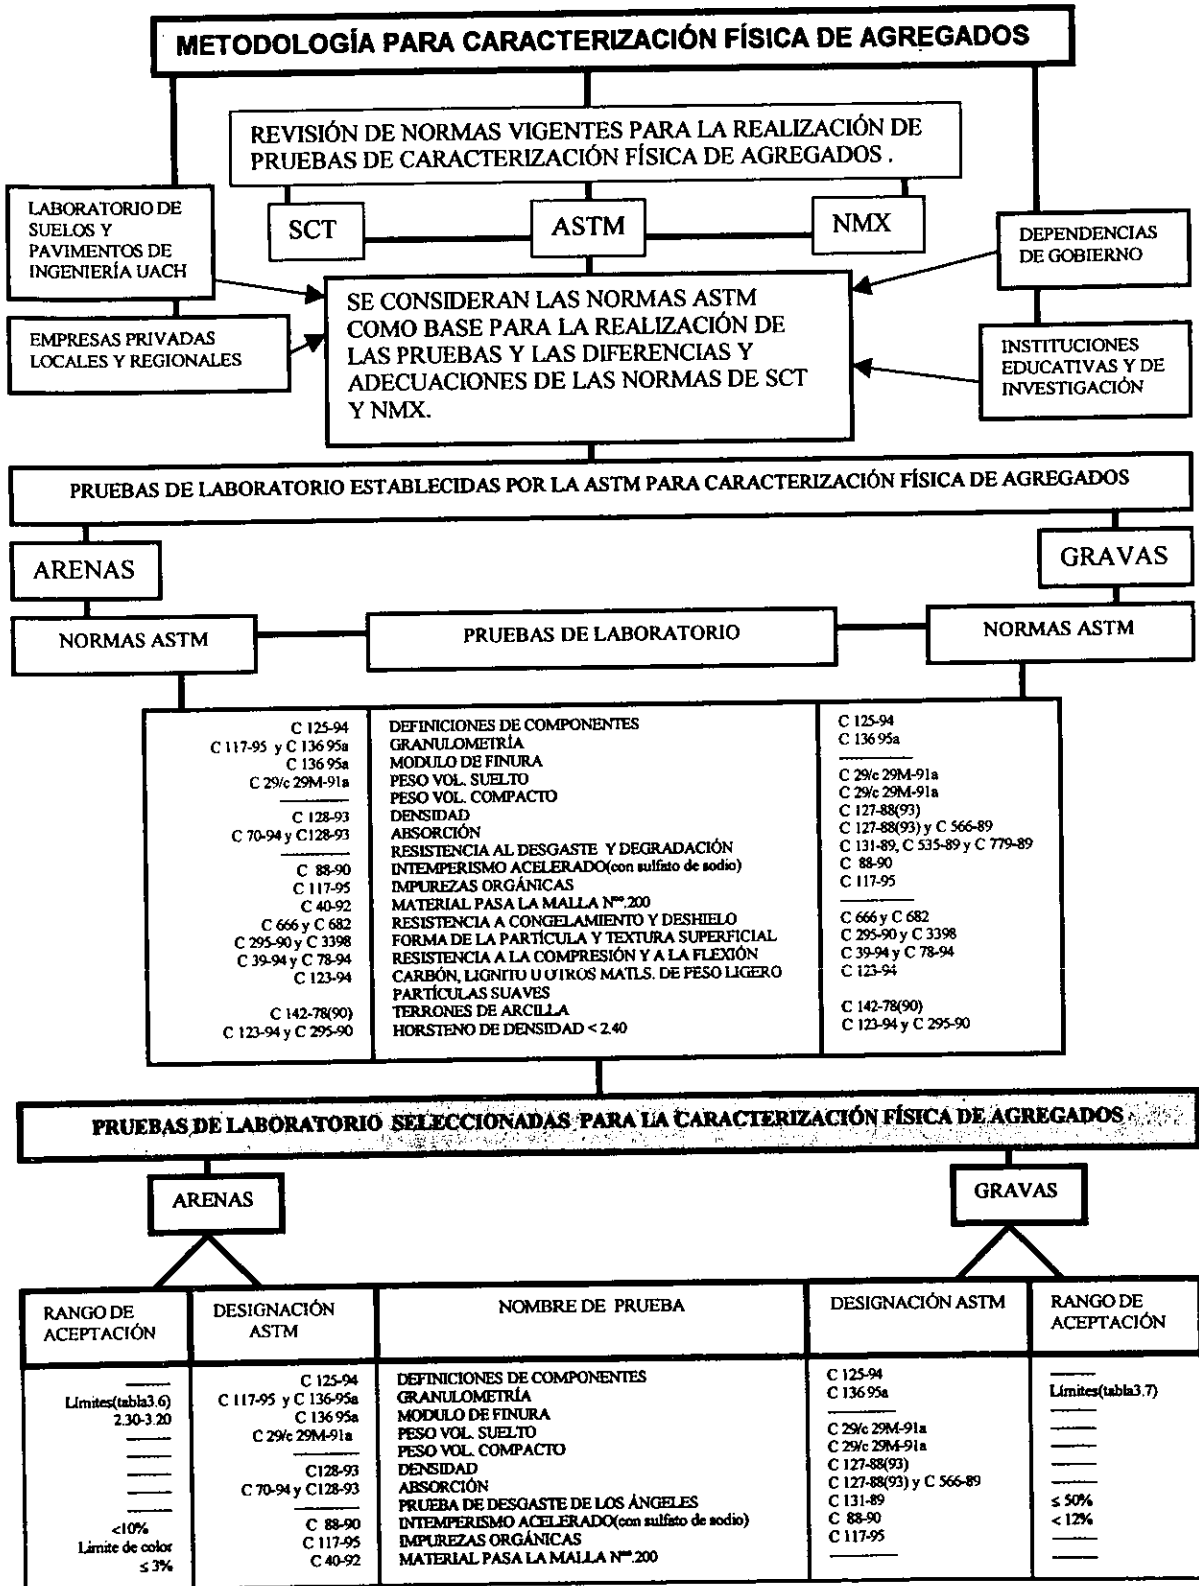 METODOLOGÍA PARA CARACTERIZACIÓN FÍSICA DE AGREGADOS
REVISIÓN DE NORMAS VIGENTES PARA LA REALIZACIÓN DE
PRUEBAS DE CARACTERIZACIÓN FÍSICA DE AGREGADOS .
LABORATORIO DE
SUELOS Y
PAVIMENTOS DE
INGENIERÍA UACH
SCT
ASTM
NMX
DEPENDENCIAS
DE GOBIERNO
EMPRESAS PRIVADAS
LOCALES Y REGIONALES
SE CONSIDERAN LAS NORMAS ASTM
COMO BASE PARA LA REALIZACIÓN DE
LAS PRUEBAS Y LAS DIFERENCIAS Y
ADECUACIONES DE LAS NORMAS DE SCT
Y NMX.
INSTITUCIONES
EDUCATIVAS Y DE
INVESTIGACIÓN
PRUEBAS DE LABORATORIO ESTABLECIDAS POR LA ASTM PARA CARACTERIZACIÓN FÍSICA DE AGREGADOS
ARENAS
GRAVAS
NORMAS ASTM
PRUEBAS DE LABORATORIO
NORMAS ASTM
C 125-94 DEFINICIONES DE COMPONENTES C 125-94
C 117-95 y C 136 95a GRANULOMETRÍA C 136 95a
C 136 95a MODULO DE FINURA ———
C 29/c 29M-91a PESO VOL. SUELTO C 29/c 29M-91a
——— PESO VOL. COMPACTO C 29/c 29M-91a
C 128-93 DENSIDAD C 127-88(93)
C 70-94 y C128-93 ABSORCIÓN C 127-88(93) y C 566-89
——— RESISTENCIA AL DESGASTE Y DEGRADACIÓN C 131-89, C 535-89 y C 779-89
C 88-90 INTEMPERISMO ACELERADO(con sulfato de sodio) C 88-90
C 117-95 IMPUREZAS ORGÁNICAS C 117-95
C 40-92 MATERIAL PASA LA MALLA Nº.200 ———
C 666 y C 682 RESISTENCIA A CONGELAMIENTO Y DESHIELO C 666 y C 682
C 295-90 y C 3398 FORMA DE LA PARTÍCULA Y TEXTURA SUPERFICIAL C 295-90 y C 3398
C 39-94 y C 78-94 RESISTENCIA A LA COMPRESIÓN Y A LA FLEXIÓN C 39-94 y C 78-94
C 123-94 CARBÓN, LIGNITO U OTROS MATLS. DE PESO LIGERO C 123-94
PARTÍCULAS SUAVES
C 142-78(90) TERRONES DE ARCILLA C 142-78(90)
C 123-94 y C 295-90 HORSTENO DE DENSIDAD < 2.40 C 123-94 y C 295-90
PRUEBAS DE LABORATORIO SELECCIONADAS PARA LA CARACTERIZACIÓN FÍSICA DE AGREGADOS
ARENAS
GRAVAS
RANGO DE
ACEPTACIÓN
DESIGNACIÓN
ASTM
NOMBRE DE PRUEBA
DESIGNACIÓN ASTM
RANGO DE
ACEPTACIÓN
——— C 125-94 DEFINICIONES DE COMPONENTES C 125-94 ———
Límites(tabla3.6) C 117-95 y C 136-95a GRANULOMETRÍA C 136 95a Límites(tabla3.7)
2.30-3.20 C 136 95a MODULO DE FINURA ——— ———
——— C 29/c 29M-91a PESO VOL. SUELTO C 29/c 29M-91a ———
——— ——— PESO VOL. COMPACTO C 29/c 29M-91a ———
——— C128-93 DENSIDAD C 127-88(93) ———
——— C 70-94 y C128-93 ABSORCIÓN C 127-88(93) y C 566-89 ———
——— ——— PRUEBA DE DESGASTE DE LOS ÁNGELES C 131-89 ≤ 50%
<10% C 88-90 INTEMPERISMO ACELERADO(con sulfato de sodio) C 88-90 < 12%
Límite de color C 117-95 IMPUREZAS ORGÁNICAS C 117-95 ———
≤ 3% C 40-92 MATERIAL PASA LA MALLA Nº.200 ——— ———